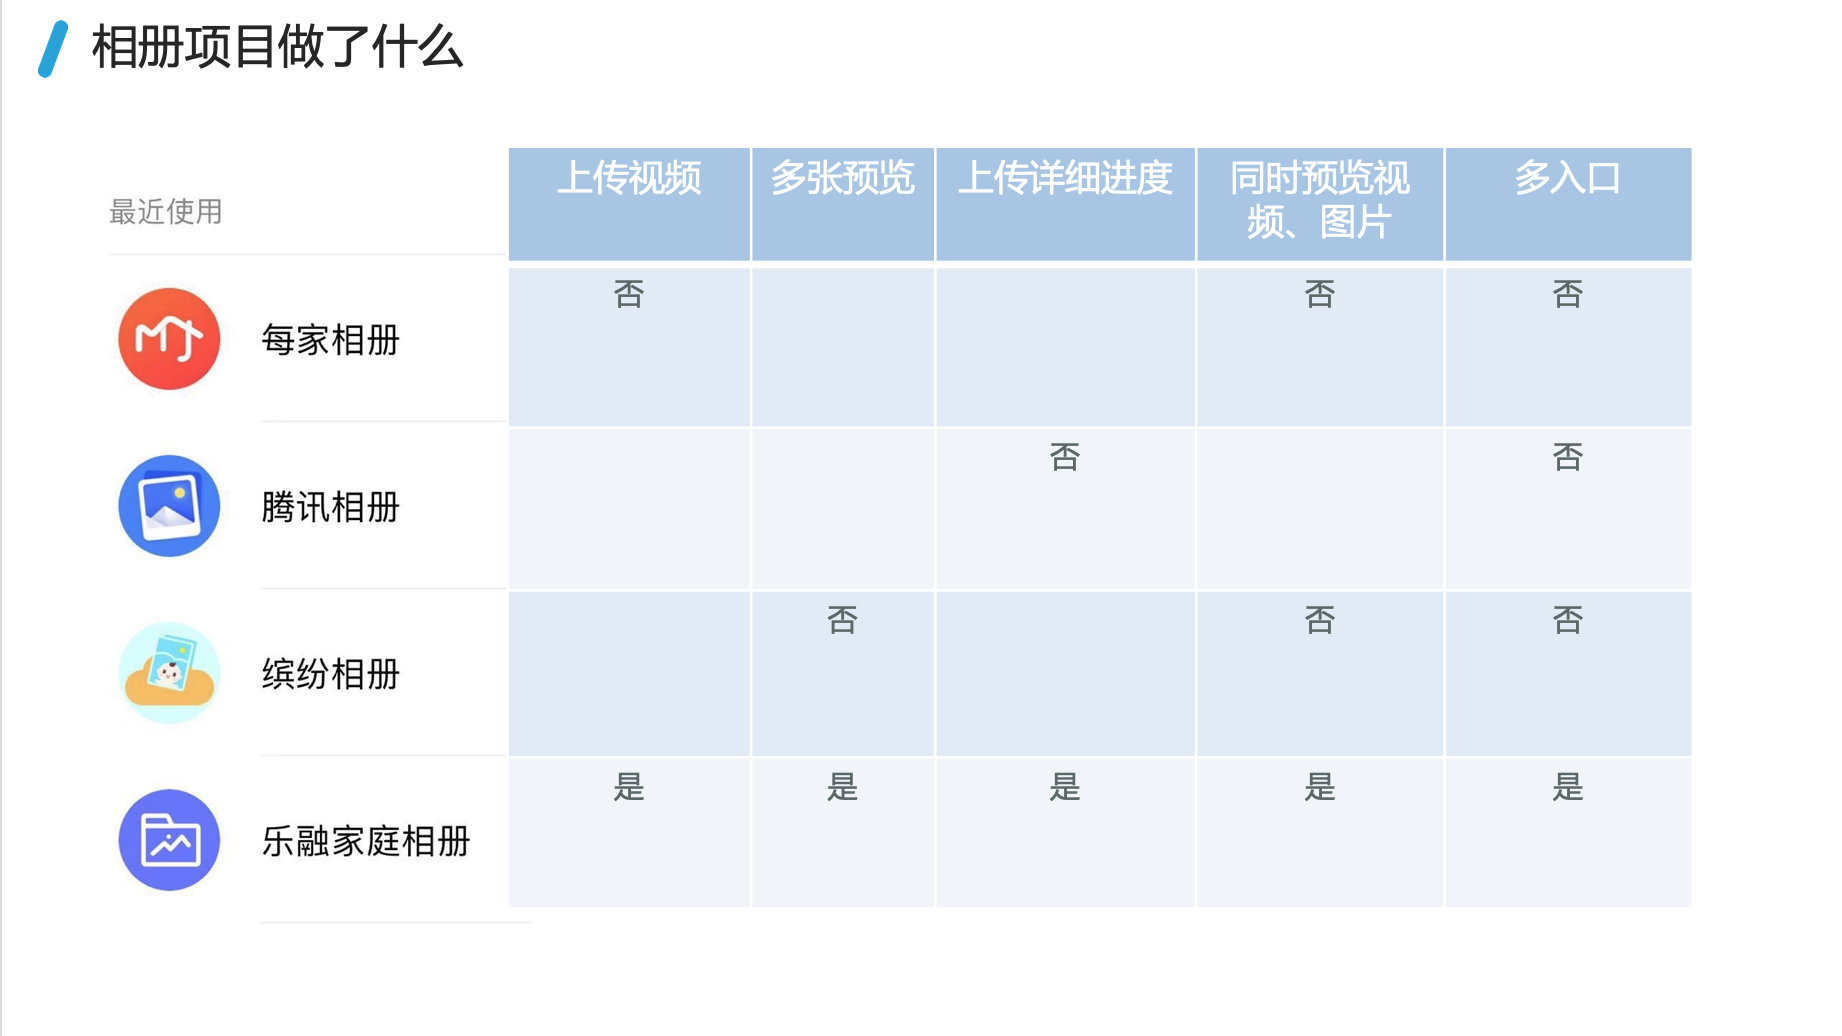 相册项目做了什么
最近使用
上传视频 多张预览 上传详细进度 同时预览视 多入口
频、图片
每家相册 否 否 否
腾讯相册 否 否
缤纷相册 否 否 否
乐融家庭相册 是 是 是 是 是